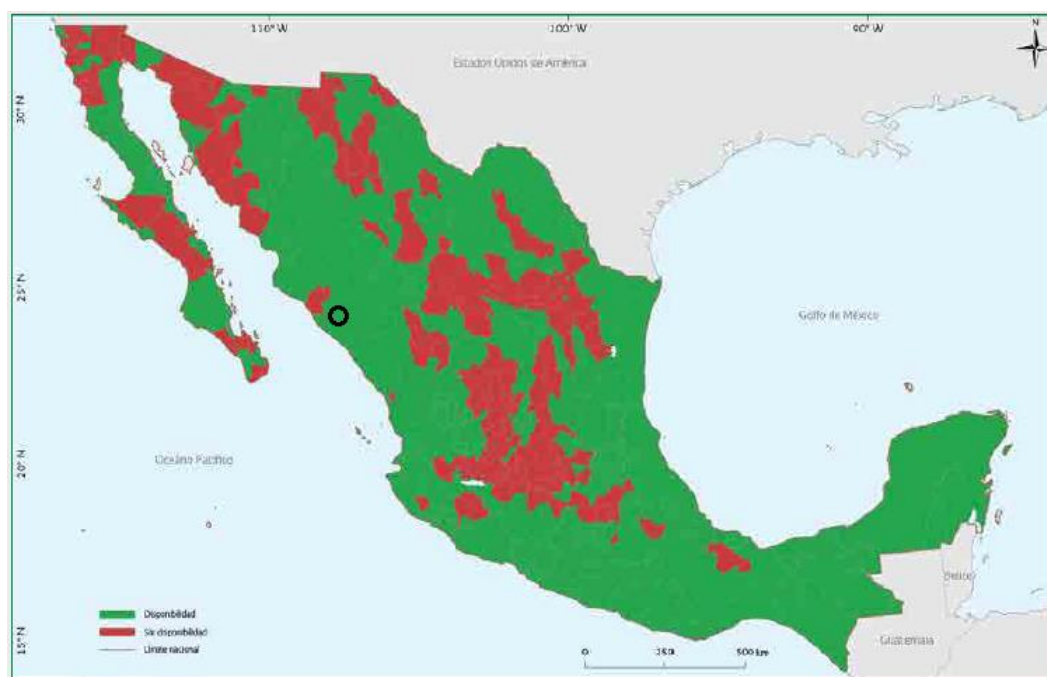 110° W
100° W
90° W
N
Estados Unidos de América
30° N
25° N
Golfo de México
20° N
Océano Pacífico
Disponibilidad
Sin disponibilidad
Límite nacional
0
250
500 km
Belice
Guatemala
15° N